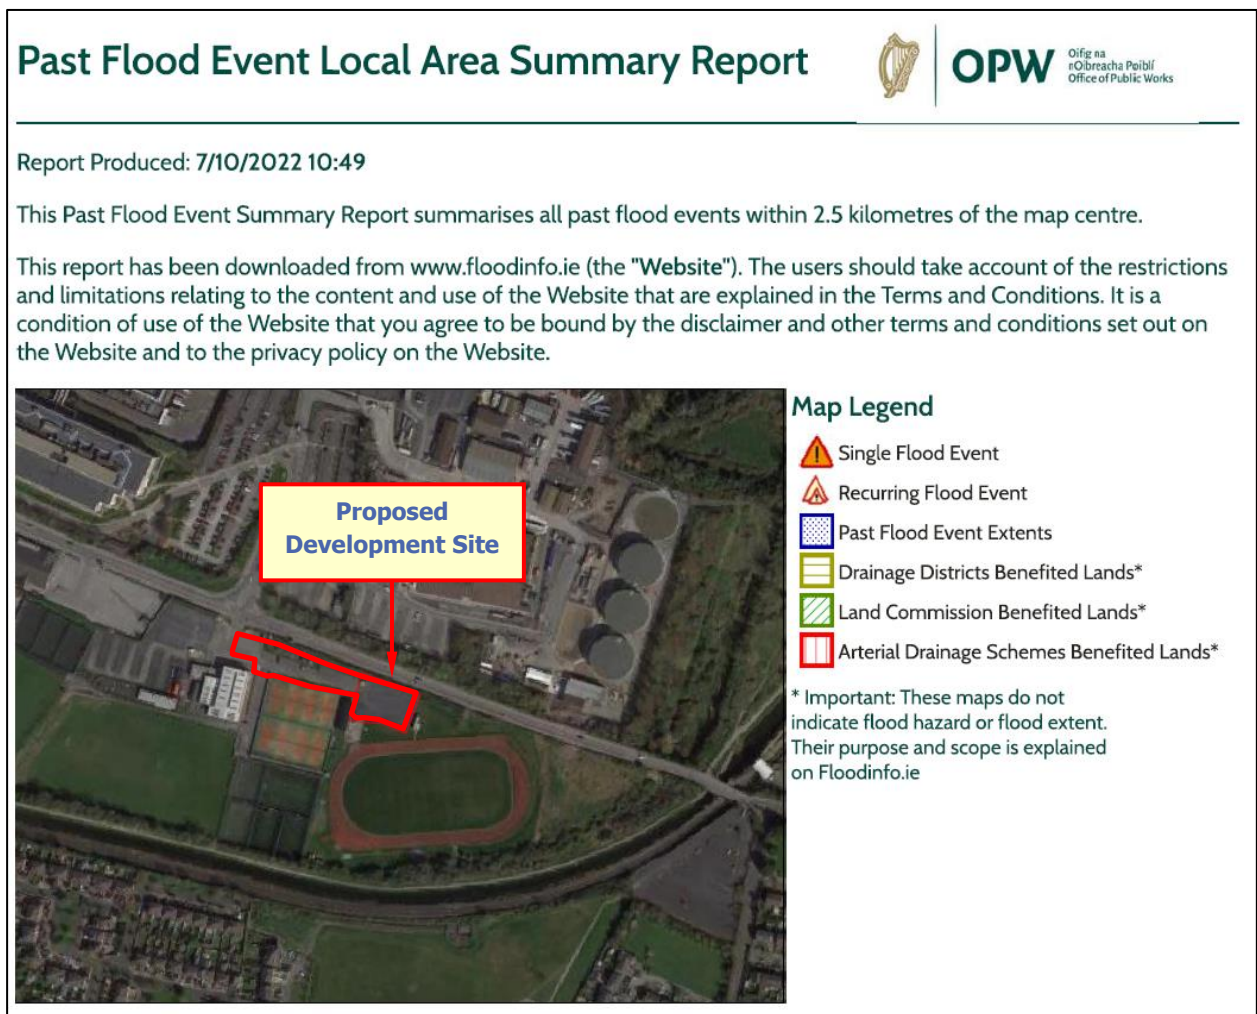 Past Flood Event Local Area Summary Report
OPW
Oifig na
nOibreacha Poiblí
Office of Public Works
Report Produced: 7/10/2022 10:49
This Past Flood Event Summary Report summarises all past flood events within 2.5 kilometres of the map centre.
This report has been downloaded from www.floodinfo.ie (the "Website"). The users should take account of the restrictions
and limitations relating to the content and use of the Website that are explained in the Terms and Conditions. It is a
condition of use of the Website that you agree to be bound by the disclaimer and other terms and conditions set out on
the Website and to the privacy policy on the Website.
Proposed
Development Site
Map Legend
Single Flood Event
Recurring Flood Event
Past Flood Event Extents
Drainage Districts Benefited Lands*
Land Commission Benefited Lands*
Arterial Drainage Schemes Benefited Lands*
* Important: These maps do not
indicate flood hazard or flood extent.
Their purpose and scope is explained
on Floodinfo.ie